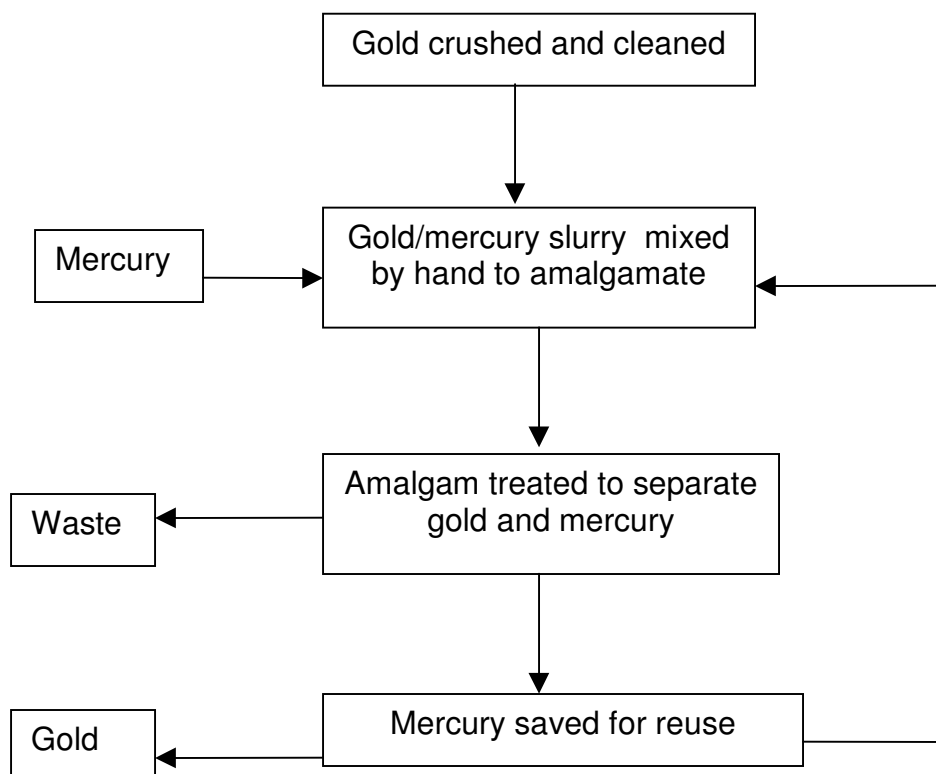 Gold crushed and cleaned
Gold/mercury slurry mixed
by hand to amalgamate
Mercury
Amalgam treated to separate
gold and mercury
Waste
Mercury saved for reuse
Gold